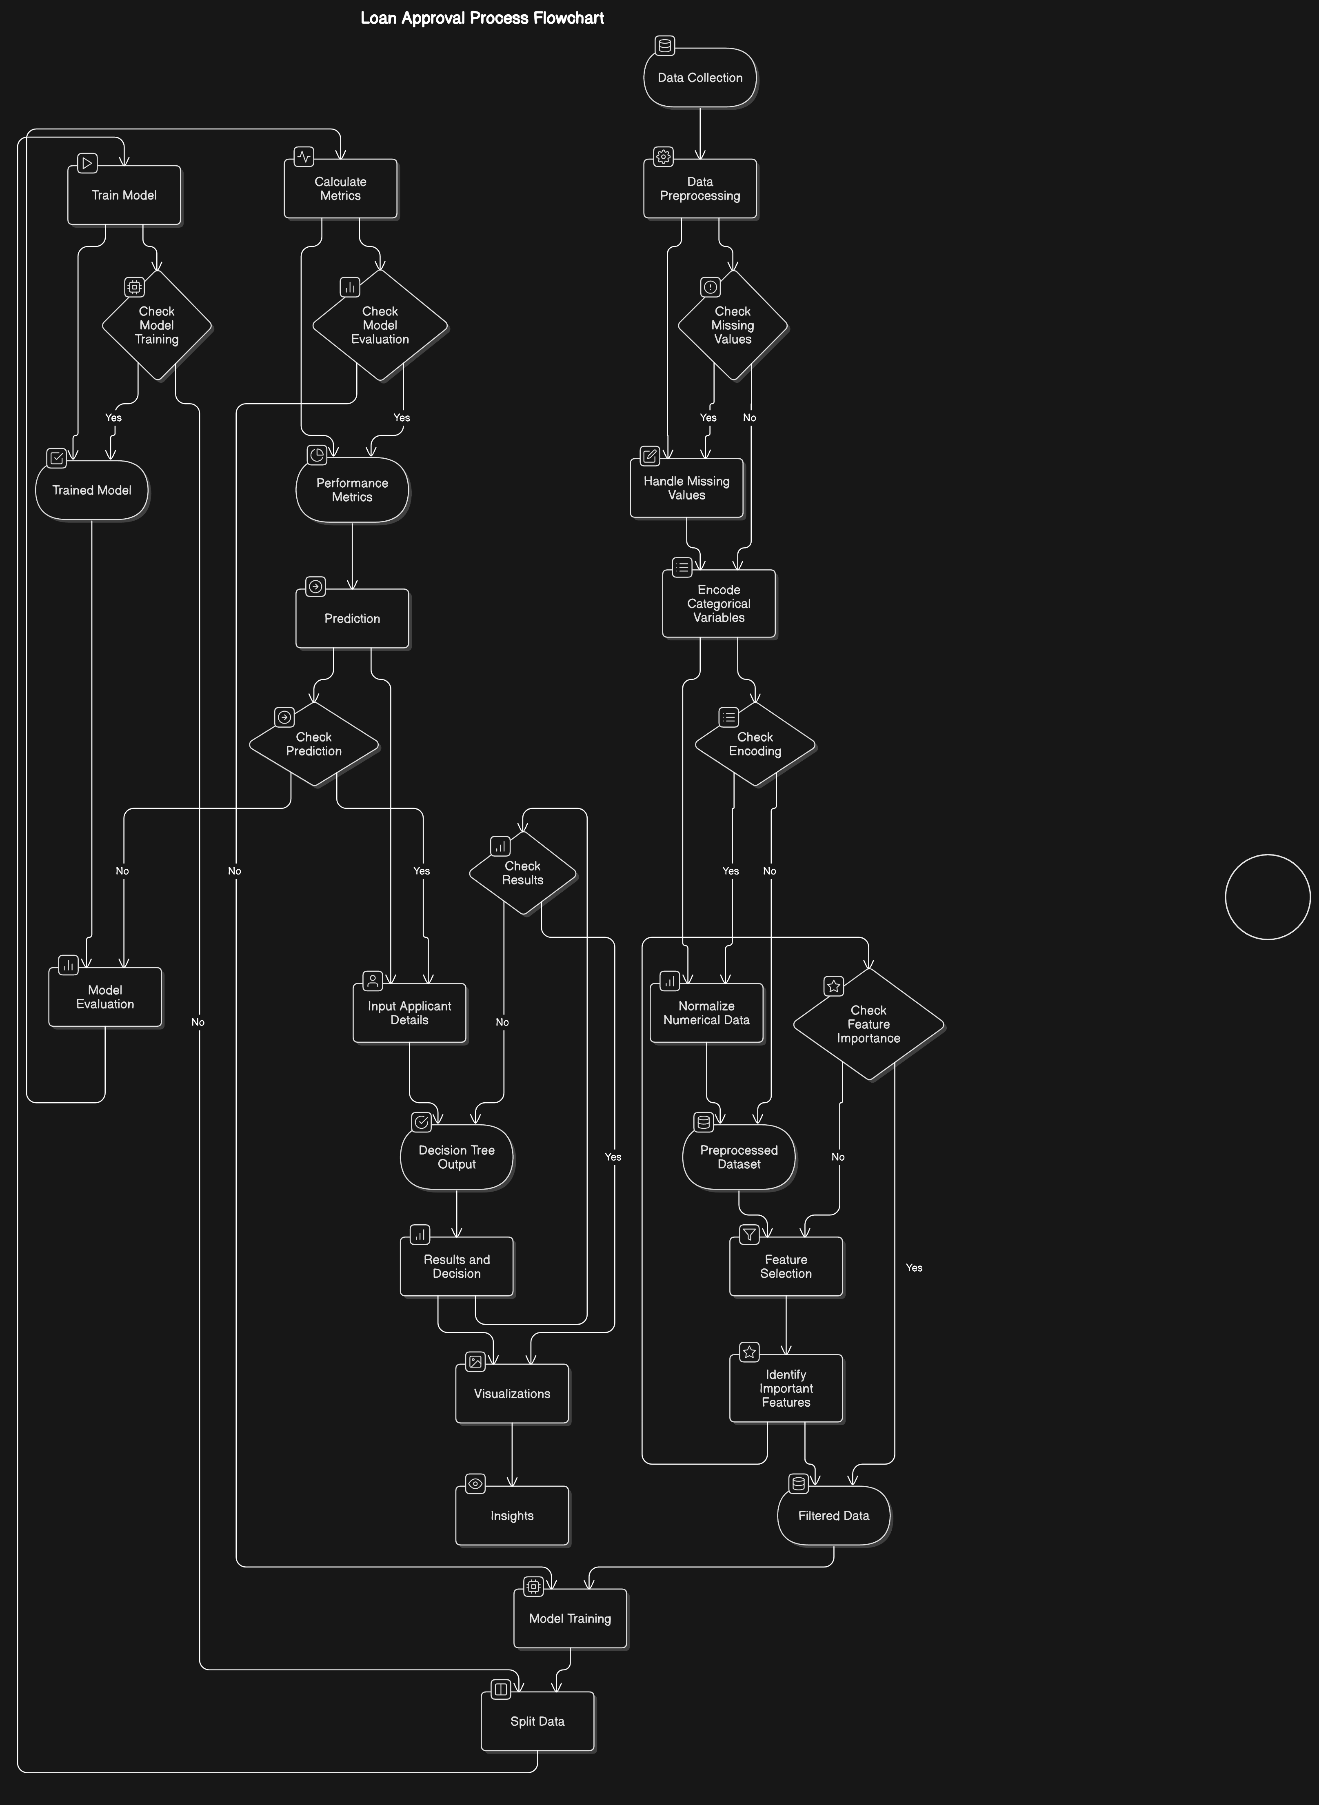 Loan Approval Process Flowchart
Data Collection
Train Model
Calculate
Metrics
Data
Preprocessing
Check
Model
Training
Check
Model
Evaluation
Check
Missing
Values
Yes
Yes
Yes
No
Trained Model
Performance
Metrics
Handle Missing
Values
Encode
Categorical
Variables
Prediction
Check
Prediction
Check
Encoding
No
No
Yes
Check
Results
Yes
No
Model
Evaluation
No
Input Applicant
Details
No
Normalize
Numerical Data
Check
Feature
Importance
Decision Tree
Output
Yes
Preprocessed
Dataset
No
Results and
Decision
Feature
Selection
Yes
Visualizations
Identify
Important
Features
Insights
Filtered Data
Model Training
Split Data